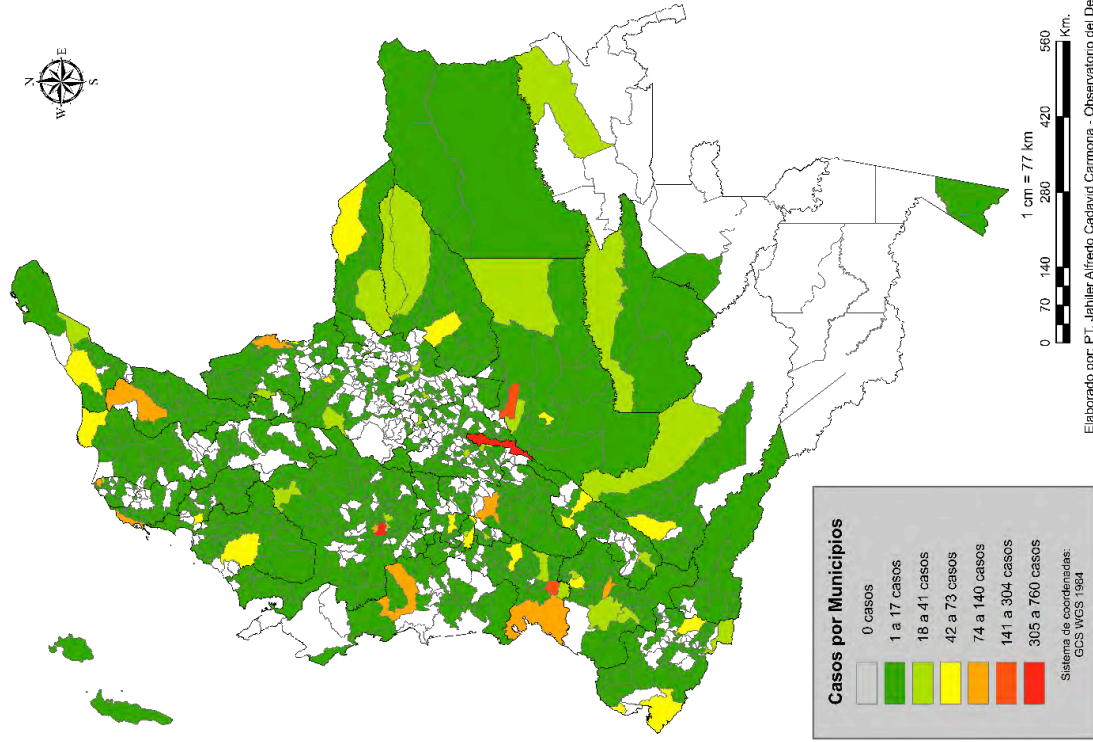 N
W E
S
Casos por Municipios
0 casos
1 a 17 casos
18 a 41 casos
42 a 73 casos
74 a 140 casos
141 a 304 casos
305 a 760 casos
Sistema de coordenadas:
GCS WGS 1984
1 cm = 77 km
0 70 140 280 420 560
Km.
Elaborado por: PT. Jahiler Alfredo Cadavid Carmona - Observatorio del De